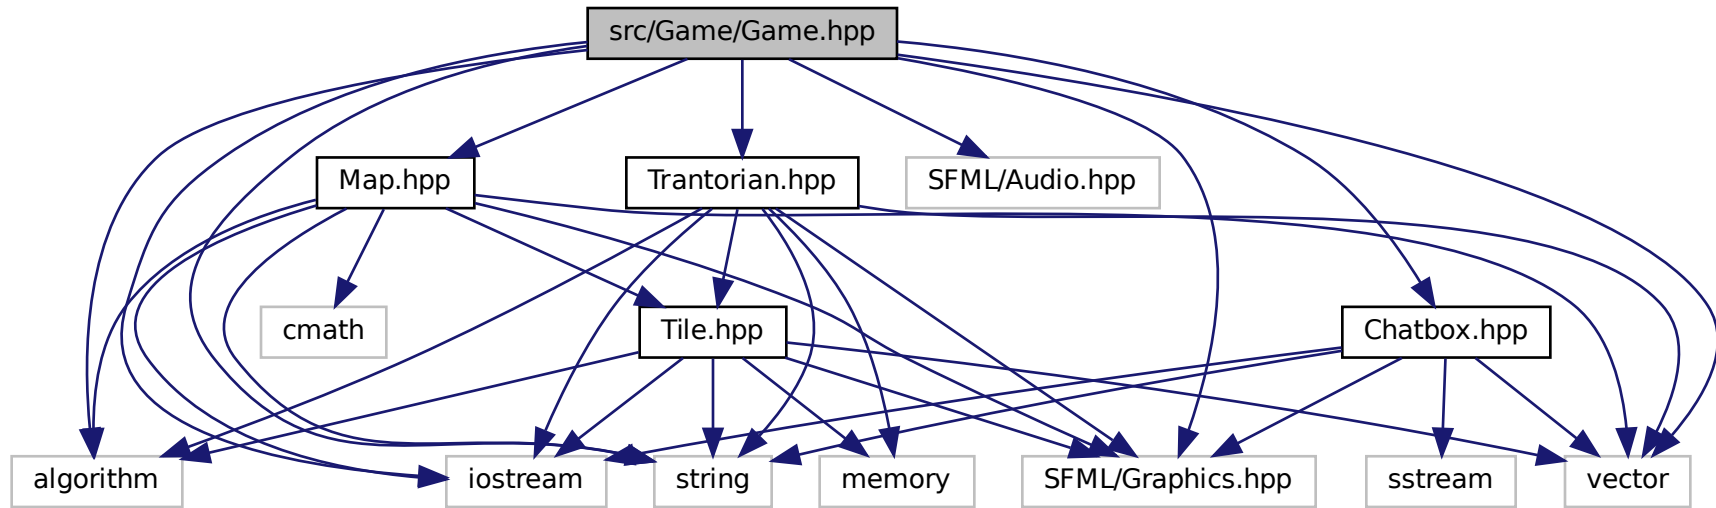 src/Game/Game.hpp
Map.hpp
Trantorian.hpp
SFML/Audio.hpp
cmath
Tile.hpp
Chatbox.hpp
algorithm
iostream
string
memory
SFML/Graphics.hpp
sstream
vector